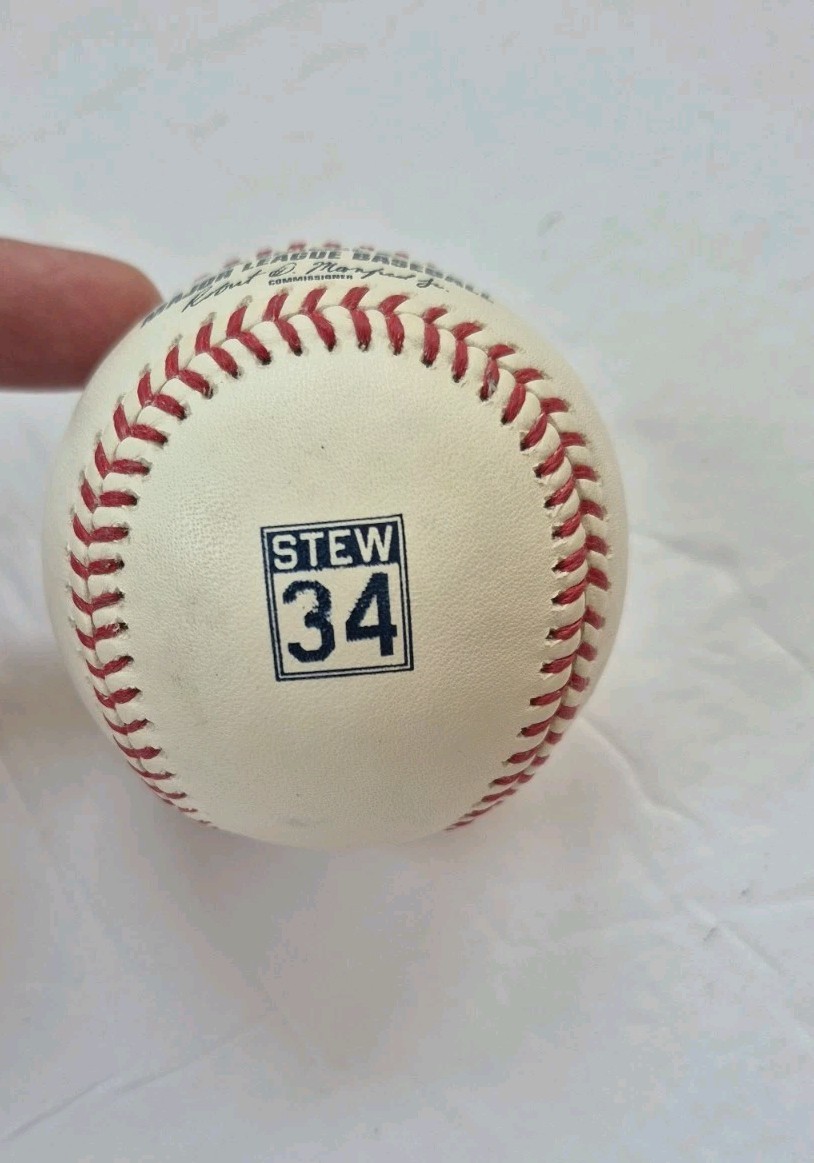 MAJOR LEAGUE BASEBALL
Robert D. Manfred Jr.
COMMISSIONER
STEW
34